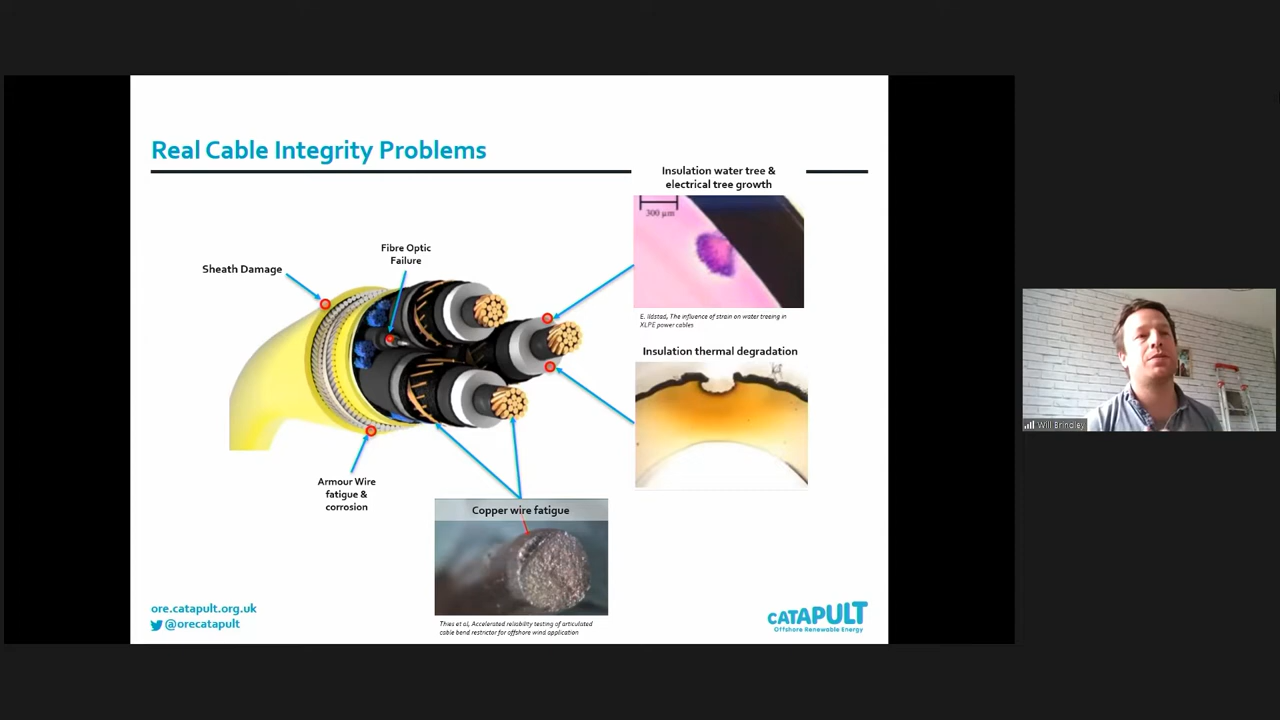 Real Cable Integrity Problems
Insulation water tree &
electrical tree growth
300 µm
E. Ildstad, The influence of strain on water treeing in
XLPE power cables
Fibre Optic
Failure
Sheath Damage
Insulation thermal degradation
Armour Wire
fatigue &
corrosion
Copper wire fatigue
Thies et al, Accelerated reliability testing of articulated
cable bend restrictor for offshore wind application
ore.catapult.org.uk
@orecatapult
CATAPULT
Offshore Renewable Energy
Will Brindley